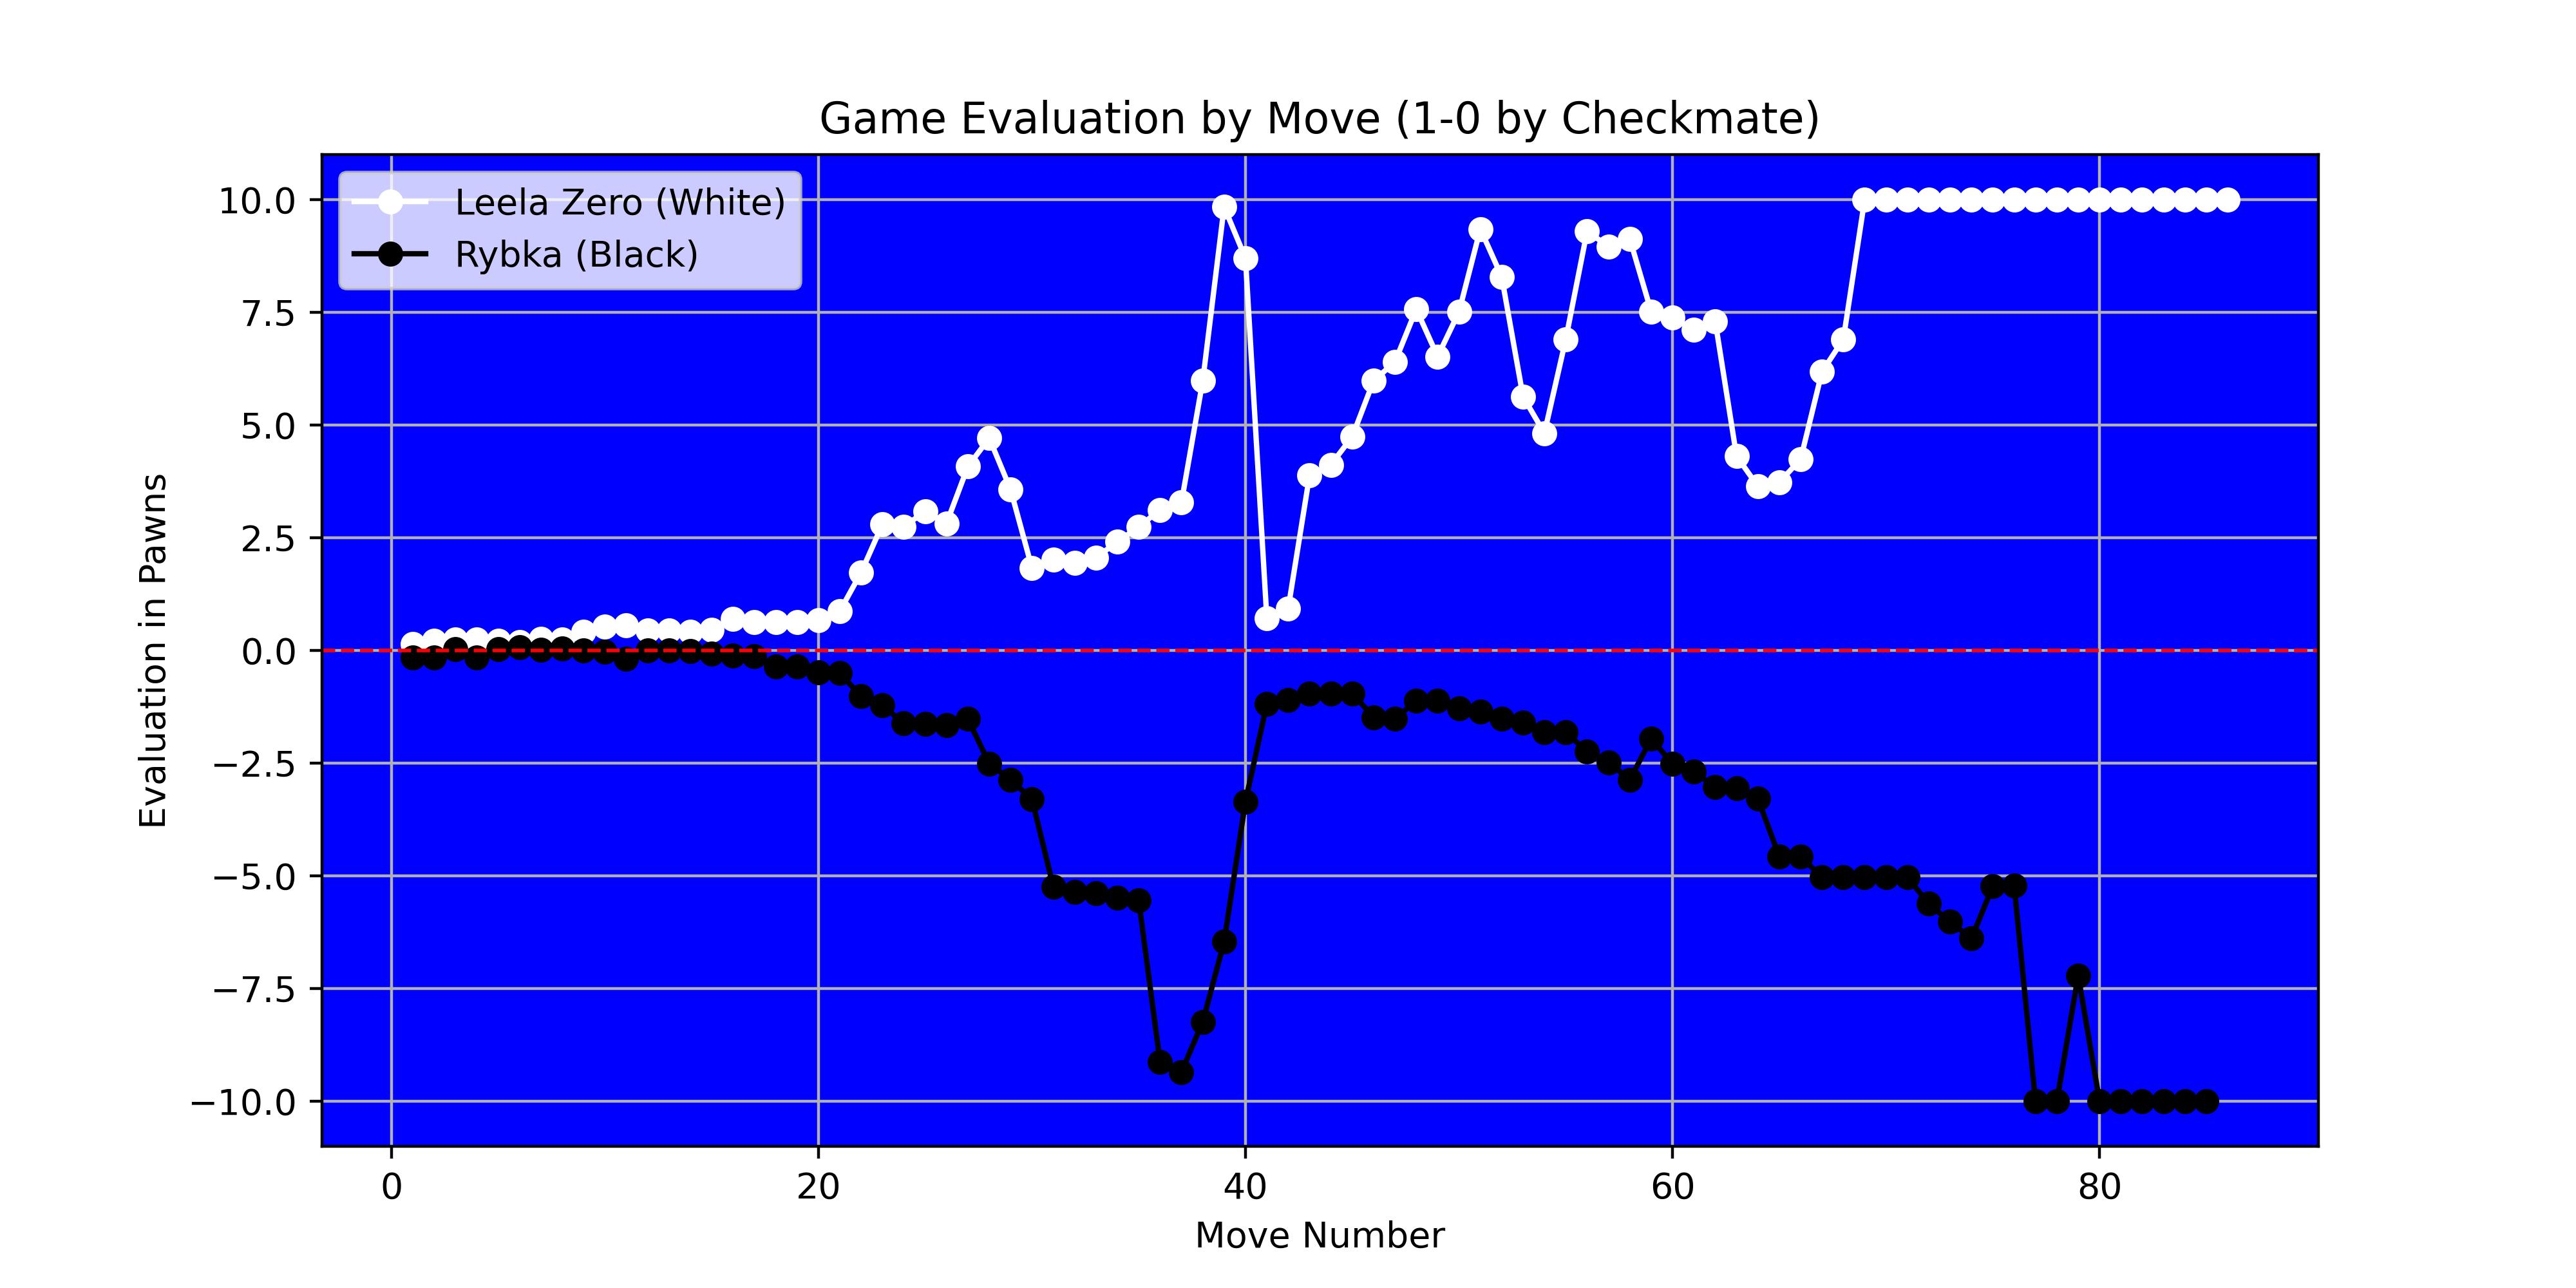 Game Evaluation by Move (1-0 by Checkmate)
Leela Zero (White)
Rybka (Black)
10.0
7.5
5.0
2.5
0.0
−2.5
−5.0
−7.5
−10.0
Evaluation in Pawns
0 20 40 60 80
Move Number